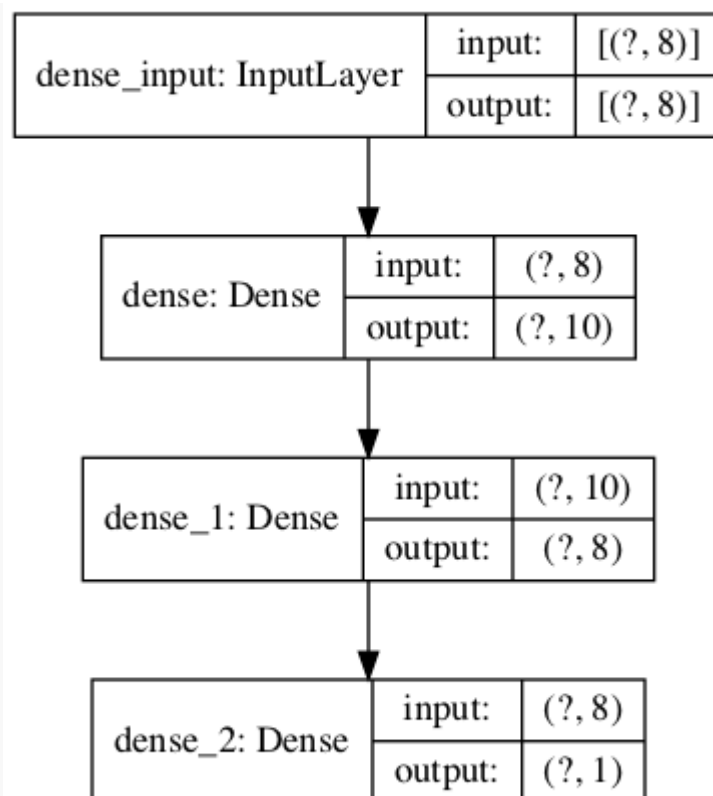 dense_input: InputLayer
input: [(?, 8)]
output: [(?, 8)]
dense: Dense
input: (?, 8)
output: (?, 10)
dense_1: Dense
input: (?, 10)
output: (?, 8)
dense_2: Dense
input: (?, 8)
output: (?, 1)